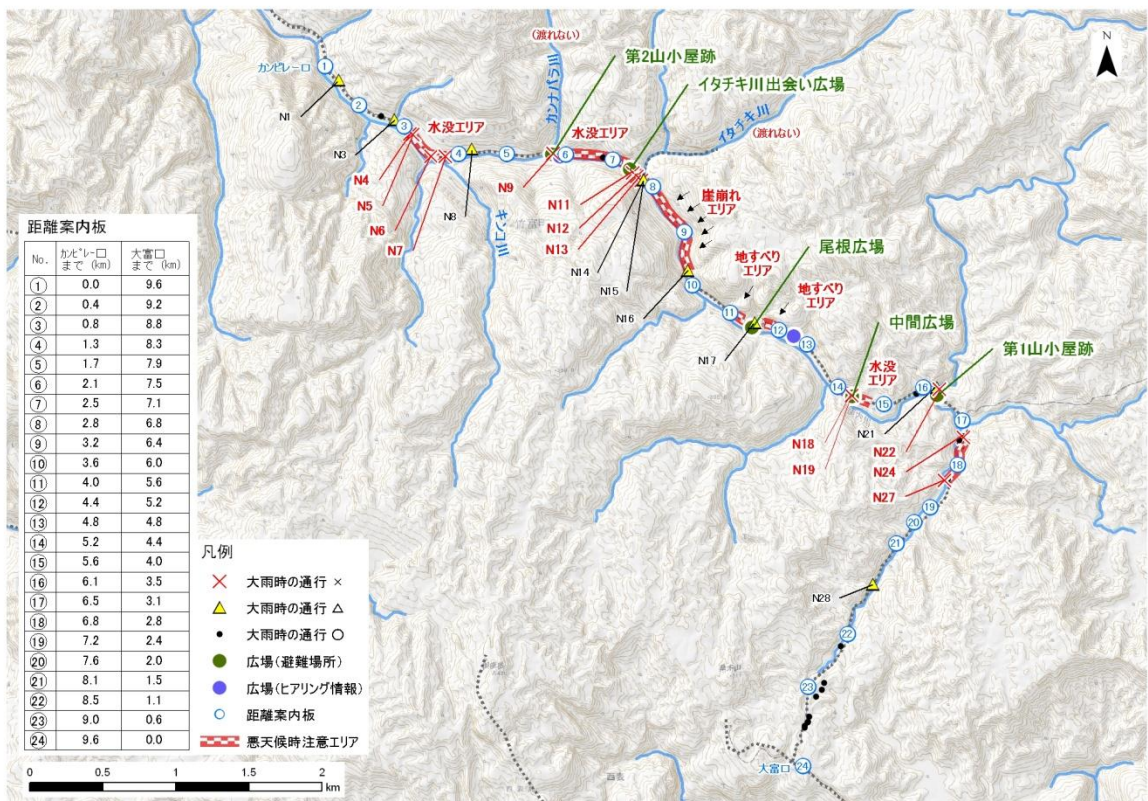 N
第2山小屋跡
(渡れない)
カンナバラ川
イタチキ川出会い広場
カンピレー口
1
N1
2
3
N3
水没エリア
N4
N5
N6
N7
4
N8
5
キンコ川
N9
6
水没エリア
7
イタチキ川
(渡れない)
N11
N12
N13
N14
N15
8
崖崩れ
エリア
9
N16
10
尾根広場
地すべり
エリア
地すべり
エリア
11
N17
12
13
中間広場
第1山小屋跡
水没
エリア
14
15
16
N18
N19
N21
N22
N24
N27
17
18
19
20
21
N28
22
23
大富口
24
距離案内板
No. カンピレー口まで (km) 大富口まで (km)
1 0.0 9.6
2 0.4 9.2
3 0.8 8.8
4 1.3 8.3
5 1.7 7.9
6 2.1 7.5
7 2.5 7.1
8 2.8 6.8
9 3.2 6.4
10 3.6 6.0
11 4.0 5.6
12 4.4 5.2
13 4.8 4.8
14 5.2 4.4
15 5.6 4.0
16 6.1 3.5
17 6.5 3.1
18 6.8 2.8
19 7.2 2.4
20 7.6 2.0
21 8.1 1.5
22 8.5 1.1
23 9.0 0.6
24 9.6 0.0
凡例
大雨時の通行 ×
大雨時の通行 △
大雨時の通行 〇
広場(避難場所)
広場(ヒアリング情報)
距離案内板
悪天候時注意エリア
0 0.5 1 2
km